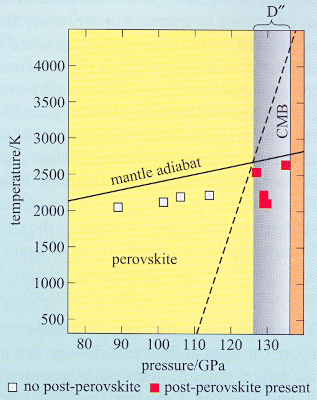 D″
4000
3500
3000
2500
2000
1500
1000
500
temperature/K
CMB
mantle adiabat
perovskite
80 90 100 110 120 130
pressure/GPa
no post-perovskite post-perovskite present